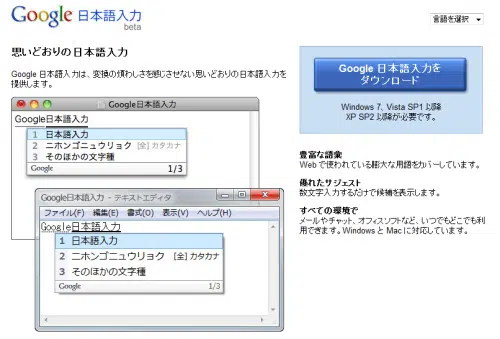 Google 日本語入力
beta
言語を選択
思いどおりの日本語入力
Google 日本語入力は、変換の煩わしさを感じさせない思いどおりの日本語入力を
提供します。
Google日本語入力
Google日本語入力
1 日本語入力
2 ニホンゴニュウリョク [全] カタカナ
3 そのほかの文字種
Google 1/3
Google日本語入力 - テキストエディタ
ファイル(F) 編集(E) 書式(O) 表示(V) ヘルプ(H)
Google日本語入力
1 日本語入力
2 ニホンゴニュウリョク [全] カタカナ
3 そのほかの文字種
Google 1/3
Google 日本語入力を
ダウンロード
Windows 7, Vista SP1 以降
XP SP2 以降が必要です。
豊富な語彙
Web で使われている膨大な用語をカバーしています。
優れたサジェスト
数文字入力するだけで候補を表示します。
すべての環境で
メールやチャット、オフィスソフトなど、いつでもどこでも利
用できます。Windows と Mac に対応しています。